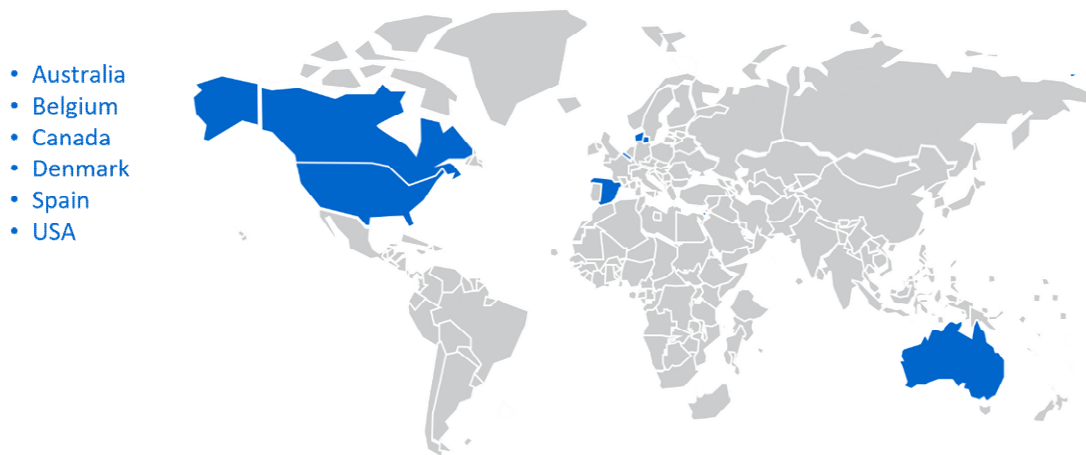 • Australia
• Belgium
• Canada
• Denmark
• Spain
• USA